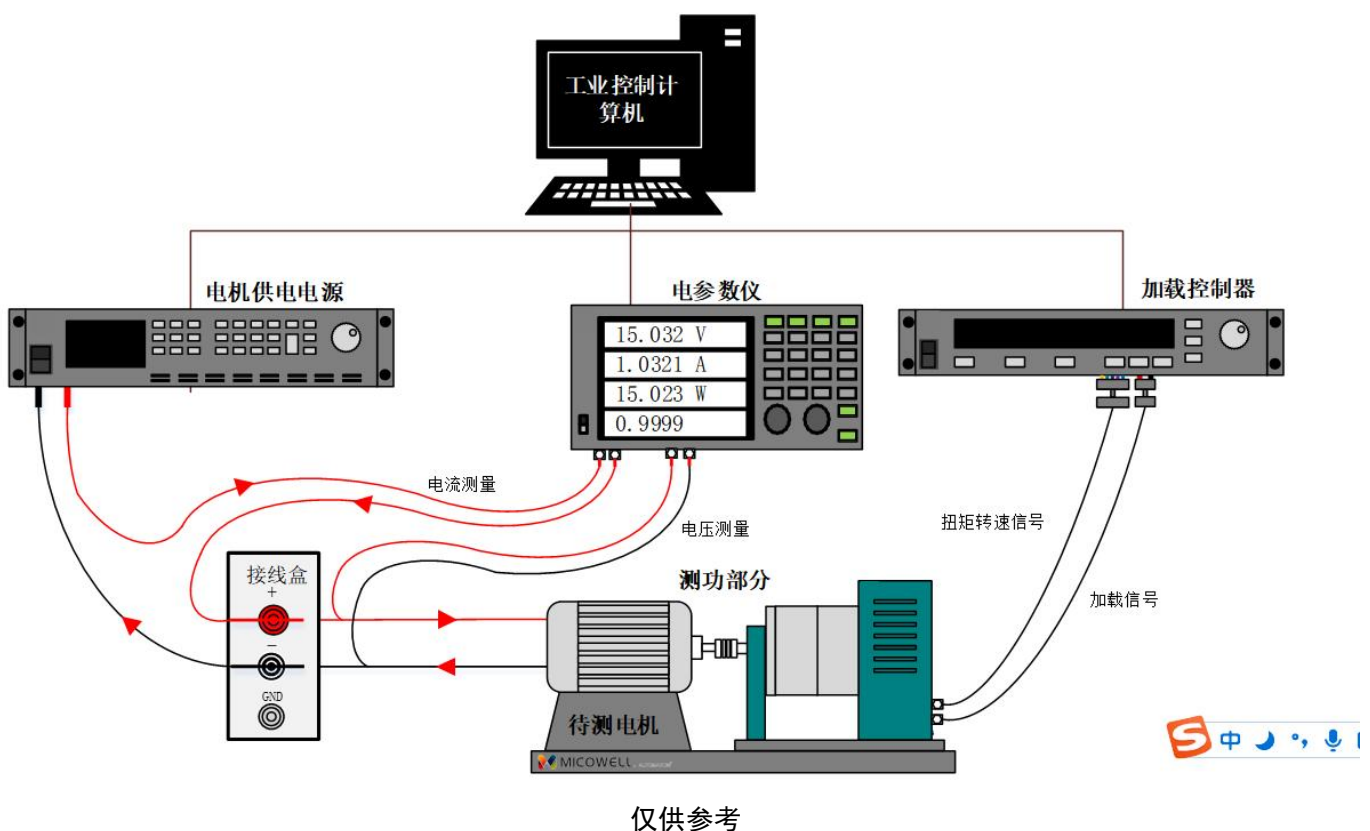 工业控制计
算机
电机供电电源
电参数仪
加载控制器
15.032 V
1.0321 A
15.023 W
0.9999
电流测量
电压测量
扭矩转速信号
加载信号
接线盒
+
−
GND
测功部分
待测电机
MICOWELL
中
仅供参考